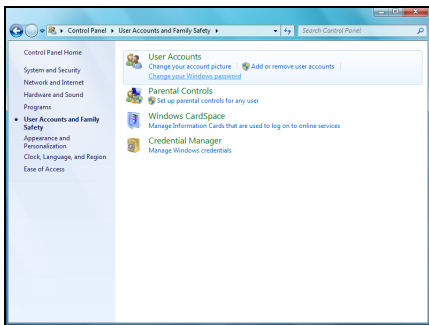 Control Panel ▸ User Accounts and Family Safety ▸
Search Control Panel
Control Panel Home
System and Security
Network and Internet
Hardware and Sound
Programs
User Accounts and Family
Safety
Appearance and
Personalization
Clock, Language, and Region
Ease of Access
User Accounts
Change your account picture
Add or remove user accounts
Change your Windows password
Parental Controls
Set up parental controls for any user
Windows CardSpace
Manage Information Cards that are used to log on to online services
Credential Manager
Manage Windows credentials